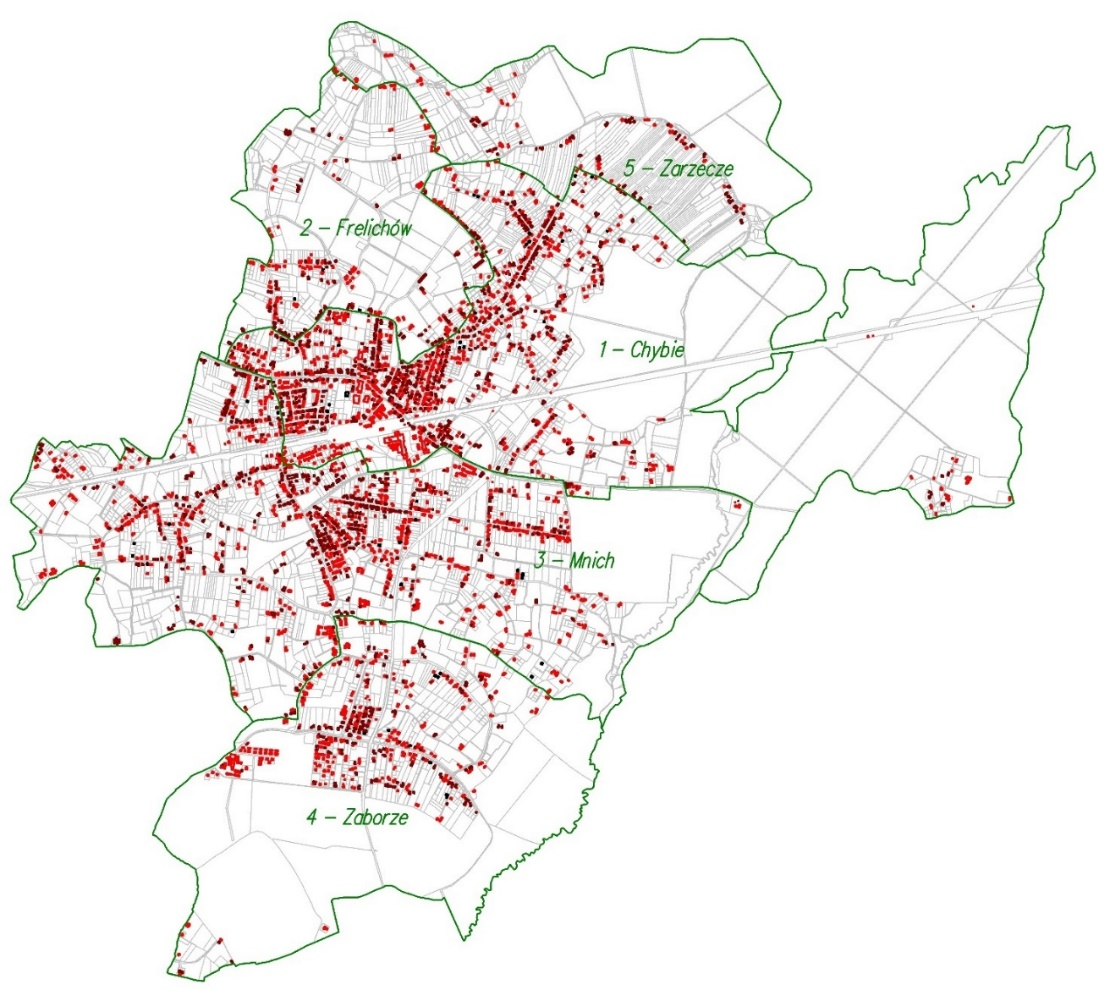 5 – Zarzecze
2 – Frelichów
1 – Chybie
3 – Mnich
4 – Zaborze